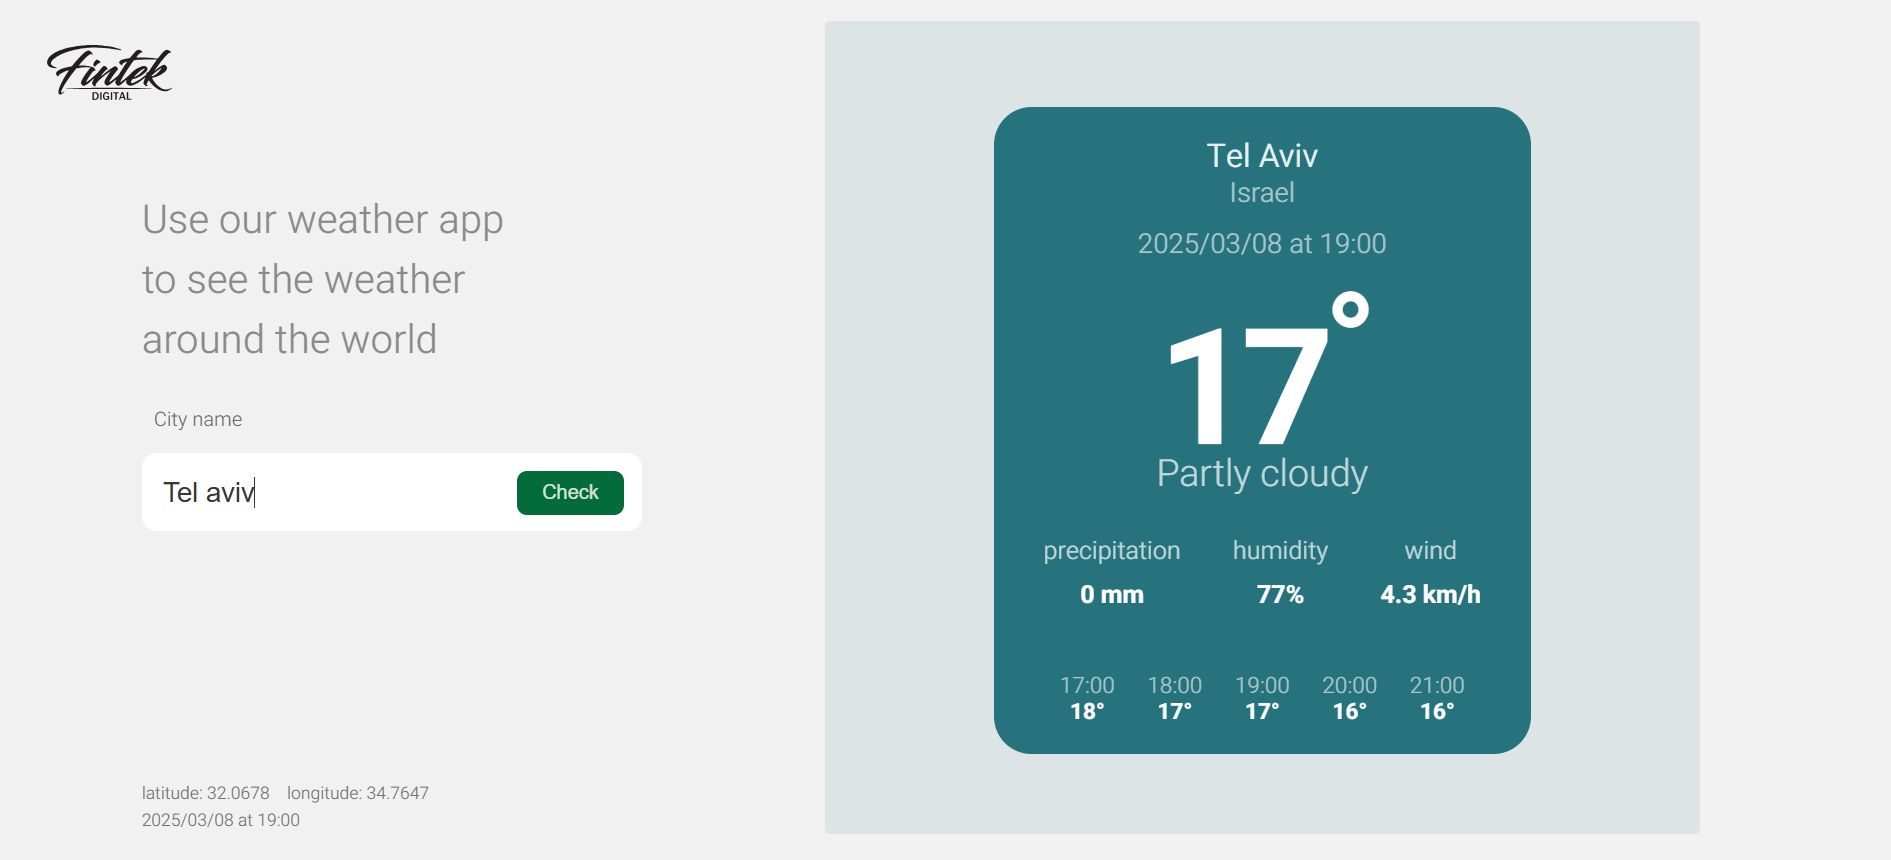 Fintek
DIGITAL
Use our weather app
to see the weather
around the world
City name
Tel aviv
Check
latitude: 32.0678 longitude: 34.7647
2025/03/08 at 19:00
Tel Aviv
Israel
2025/03/08 at 19:00
17°
Partly cloudy
precipitation humidity wind
0 mm 77% 4.3 km/h
17:00 18:00 19:00 20:00 21:00
18° 17° 17° 16° 16°